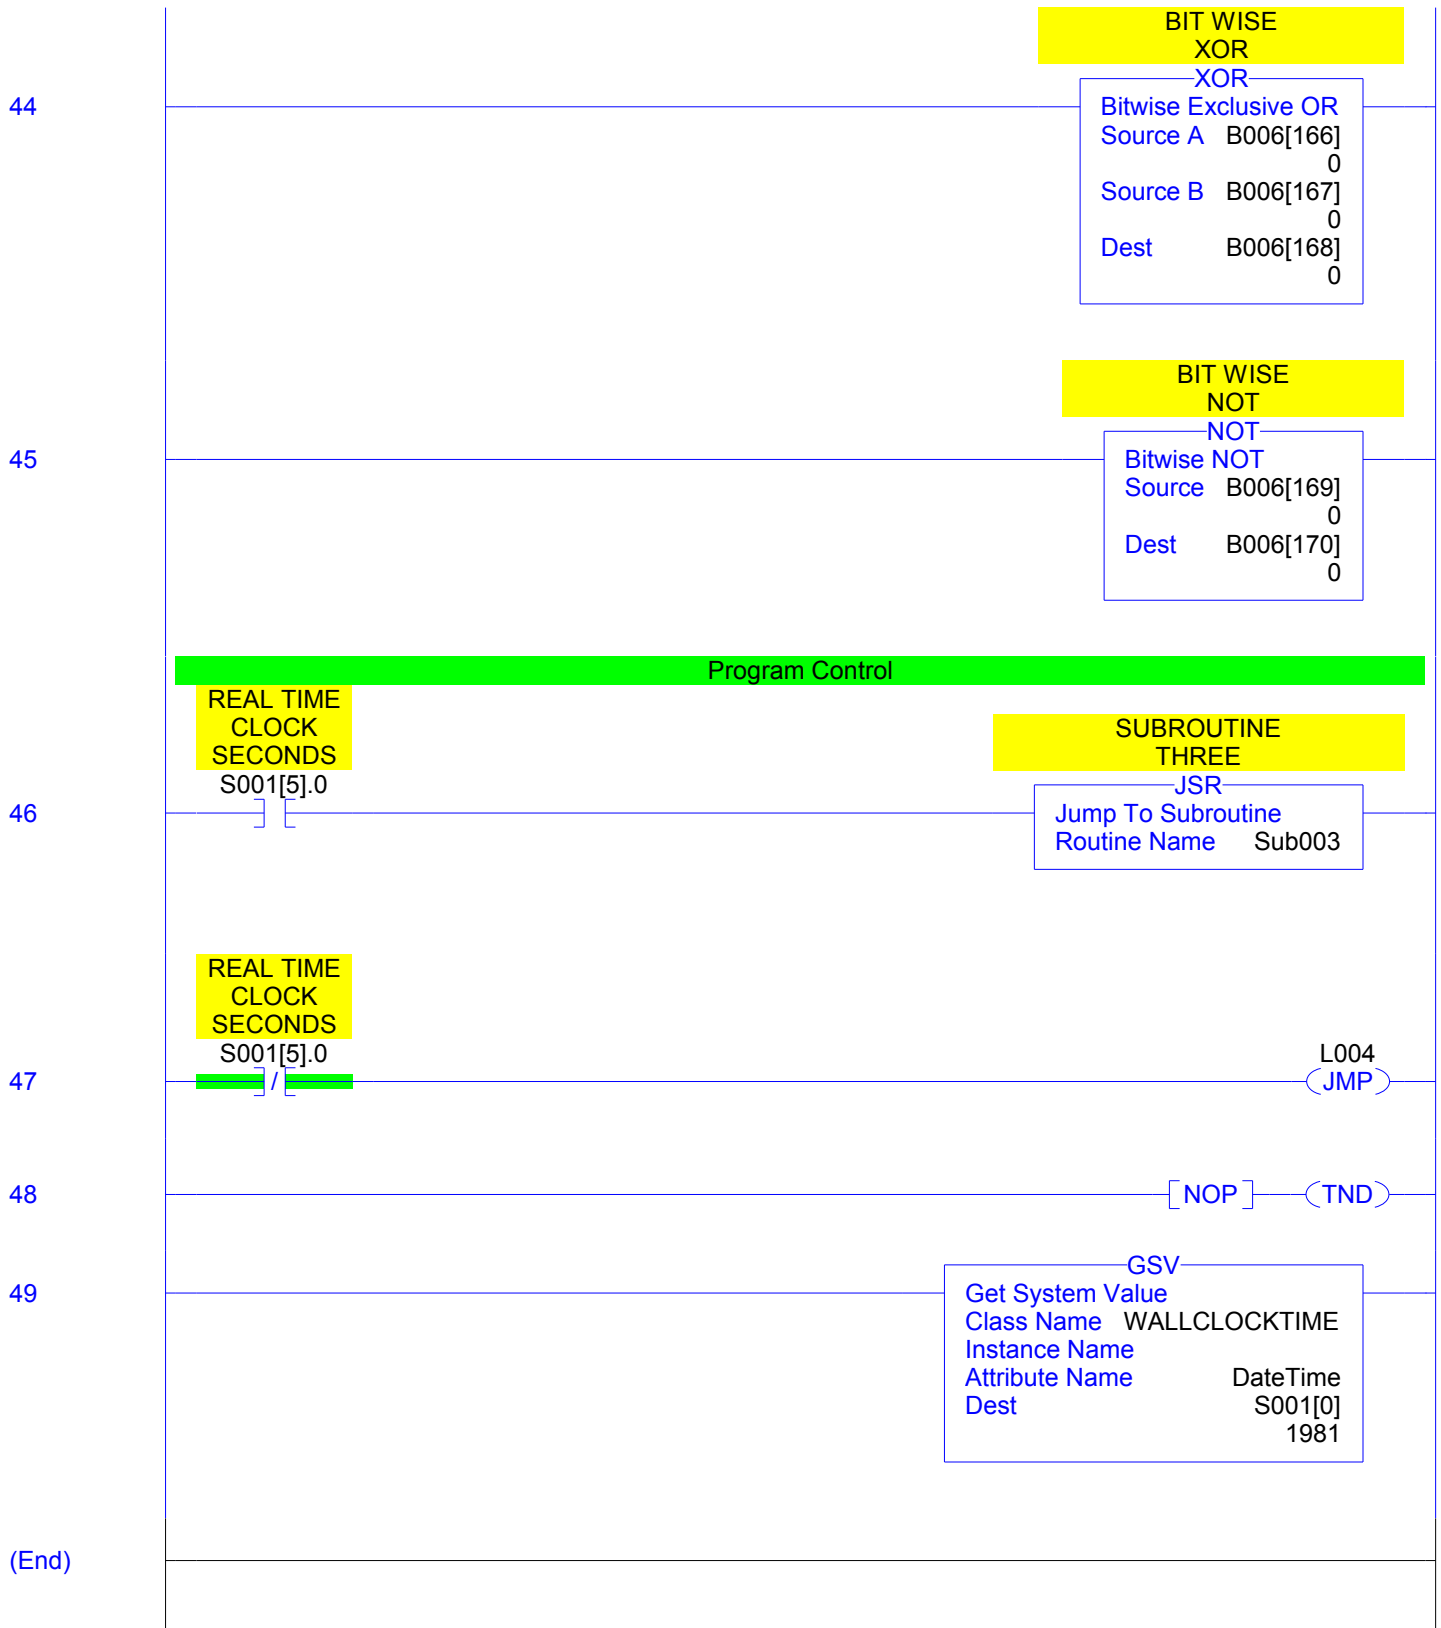 BIT WISE
XOR
XOR
44
Bitwise Exclusive OR
Source A B006[166]
0
Source B B006[167]
0
Dest B006[168]
0
BIT WISE
NOT
NOT
45
Bitwise NOT
Source B006[169]
0
Dest B006[170]
0
Program Control
REAL TIME
CLOCK
SECONDS
S001[5].0
SUBROUTINE
THREE
JSR
46
Jump To Subroutine
Routine Name Sub003
REAL TIME
CLOCK
SECONDS
S001[5].0
L004
47
/
JMP
48
NOP
TND
GSV
49
Get System Value
Class Name WALLCLOCKTIME
Instance Name
Attribute Name DateTime
Dest S001[0]
1981
(End)